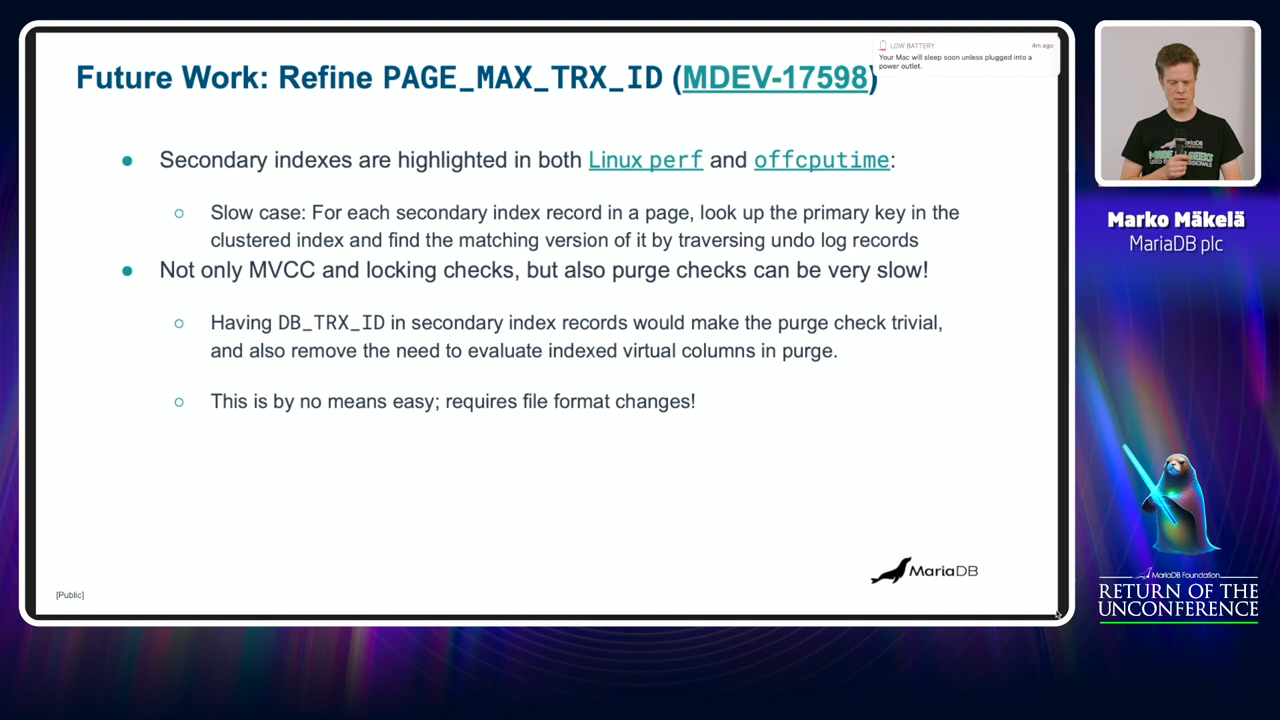 LOW BATTERY
4m ago
Your Mac will sleep soon unless plugged into a
power outlet.
Future Work: Refine PAGE_MAX_TRX_ID (MDEV-17598)
● Secondary indexes are highlighted in both Linux perf and offcputime:
○ Slow case: For each secondary index record in a page, look up the primary key in the
clustered index and find the matching version of it by traversing undo log records
● Not only MVCC and locking checks, but also purge checks can be very slow!
○ Having DB_TRX_ID in secondary index records would make the purge check trivial,
and also remove the need to evaluate indexed virtual columns in purge.
○ This is by no means easy; requires file format changes!
MariaDB
[Public]
MariaDB
Marko Mäkelä
MariaDB plc
MariaDB Foundation
RETURN OF THE
UNCONFERENCE